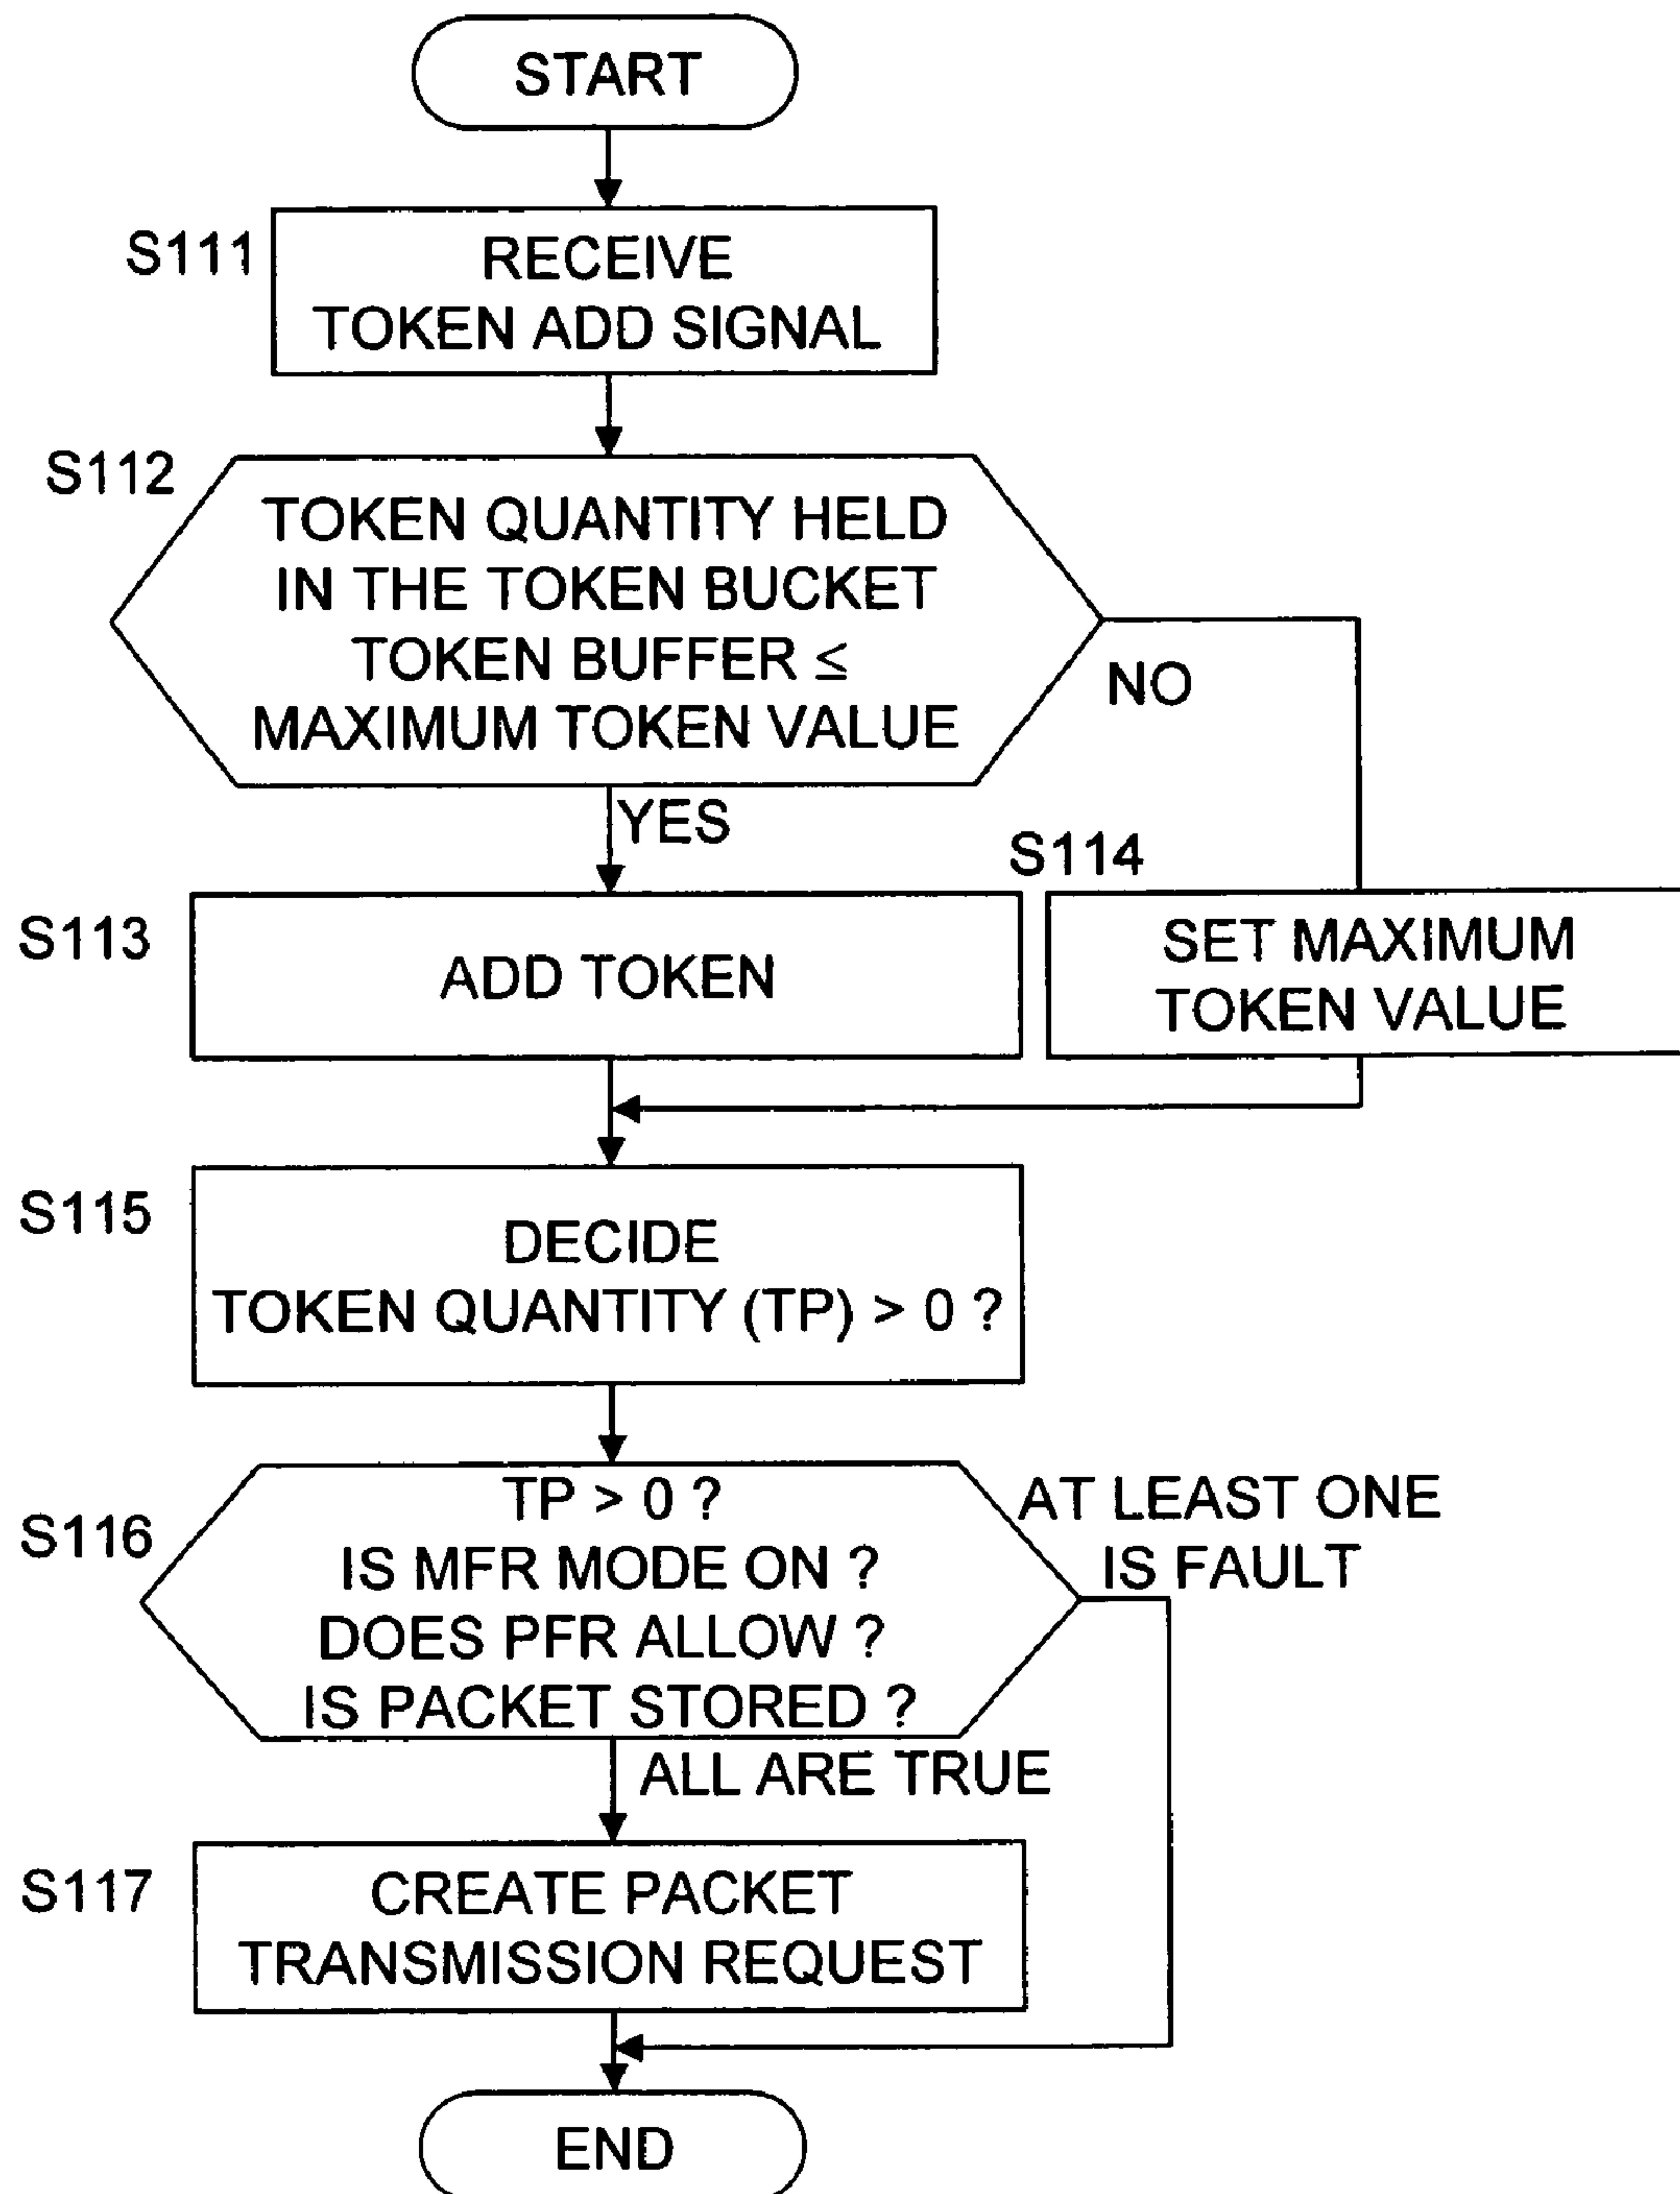 START
S111
RECEIVE
TOKEN ADD SIGNAL
S112
TOKEN QUANTITY HELD
IN THE TOKEN BUCKET
TOKEN BUFFER ≤
MAXIMUM TOKEN VALUE
NO
YES
S113
ADD TOKEN
S114
SET MAXIMUM
TOKEN VALUE
S115
DECIDE
TOKEN QUANTITY (TP) > 0 ?
S116
TP > 0 ?
IS MFR MODE ON ?
DOES PFR ALLOW ?
IS PACKET STORED ?
AT LEAST ONE
IS FAULT
ALL ARE TRUE
S117
CREATE PACKET
TRANSMISSION REQUEST
END